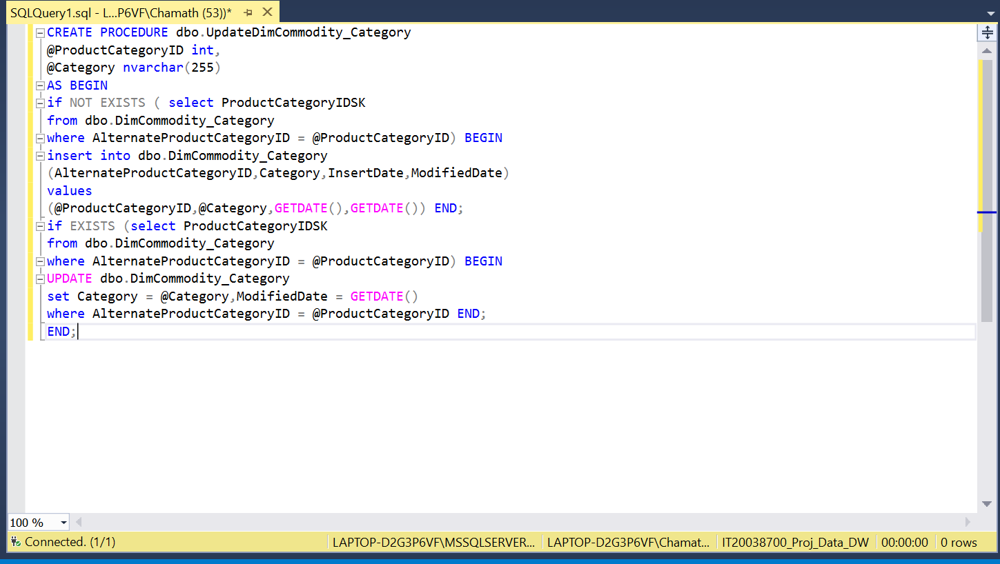 SQLQuery1.sql - L...P6VF\Chamath (53))*
CREATE PROCEDURE dbo.UpdateDimCommodity_Category
@ProductCategoryID int,
@Category nvarchar(255)
AS BEGIN
if NOT EXISTS ( select ProductCategoryIDSK
from dbo.DimCommodity_Category
where AlternateProductCategoryID = @ProductCategoryID) BEGIN
insert into dbo.DimCommodity_Category
(AlternateProductCategoryID,Category,InsertDate,ModifiedDate)
values
(@ProductCategoryID,@Category,GETDATE(),GETDATE()) END;
if EXISTS (select ProductCategoryIDSK
from dbo.DimCommodity_Category
where AlternateProductCategoryID = @ProductCategoryID) BEGIN
UPDATE dbo.DimCommodity_Category
set Category = @Category,ModifiedDate = GETDATE()
where AlternateProductCategoryID = @ProductCategoryID END;
END;
100 %
Connected. (1/1) LAPTOP-D2G3P6VF\MSSQLSERVER... LAPTOP-D2G3P6VF\Chamat... IT20038700_Proj_Data_DW 00:00:00 0 rows